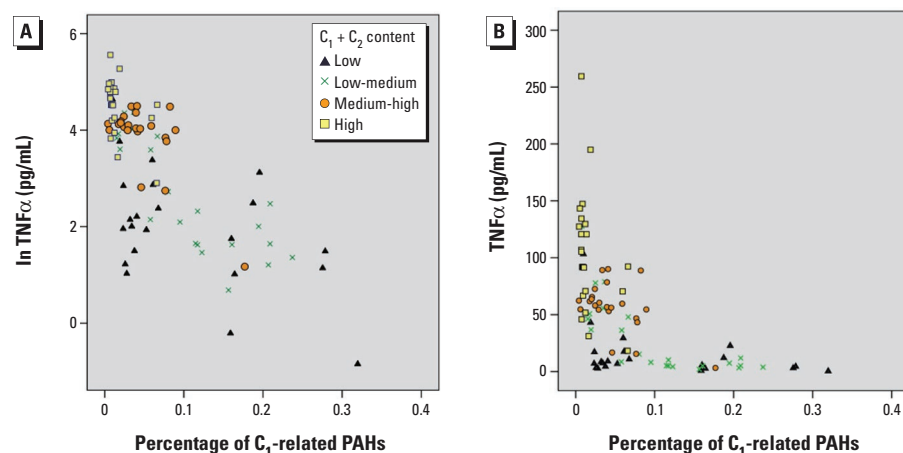 A
C₁ + C₂ content
Low
Low-medium
Medium-high
High
ln TNFα (pg/mL)
6
4
2
0
0 0.1 0.2 0.3 0.4
Percentage of C₁-related PAHs
B
TNFα (pg/mL)
300
250
200
150
100
50
0
0 0.1 0.2 0.3 0.4
Percentage of C₁-related PAHs